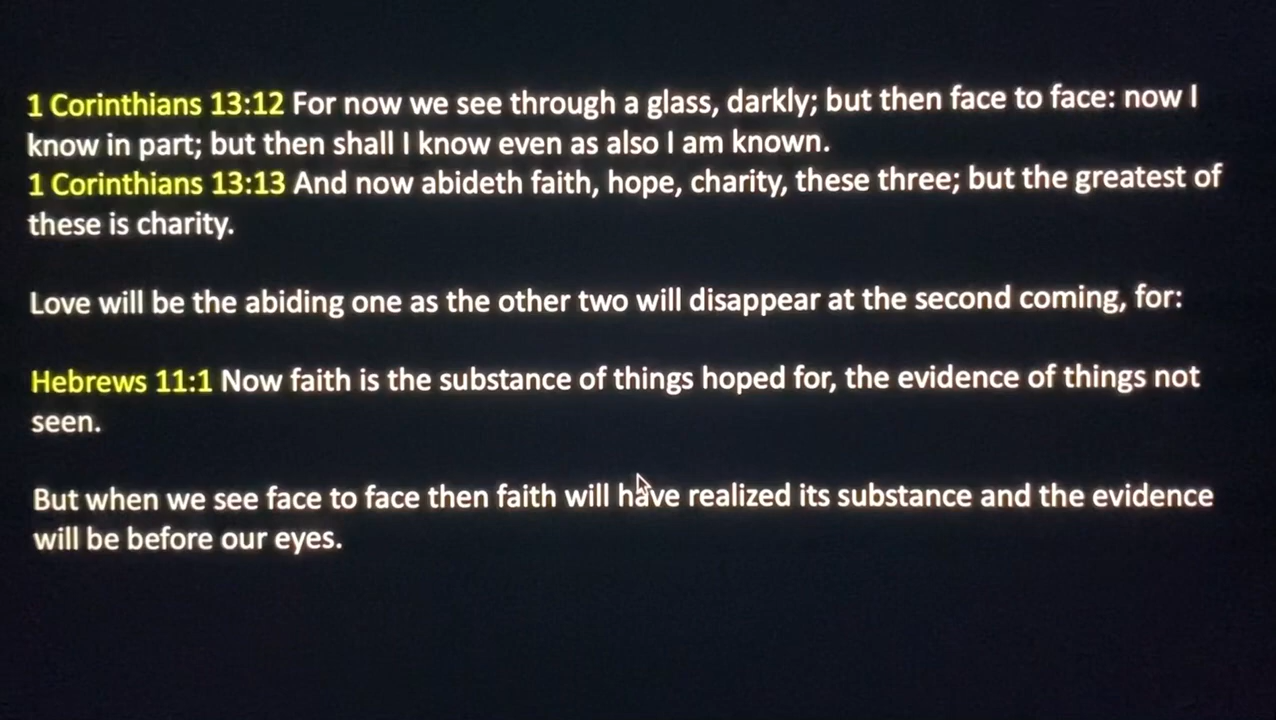 1 Corinthians 13:12 For now we see through a glass, darkly; but then face to face: now I
know in part; but then shall I know even as also I am known.
1 Corinthians 13:13 And now abideth faith, hope, charity, these three; but the greatest of
these is charity.
Love will be the abiding one as the other two will disappear at the second coming, for:
Hebrews 11:1 Now faith is the substance of things hoped for, the evidence of things not
seen.
But when we see face to face then faith will have realized its substance and the evidence
will be before our eyes.